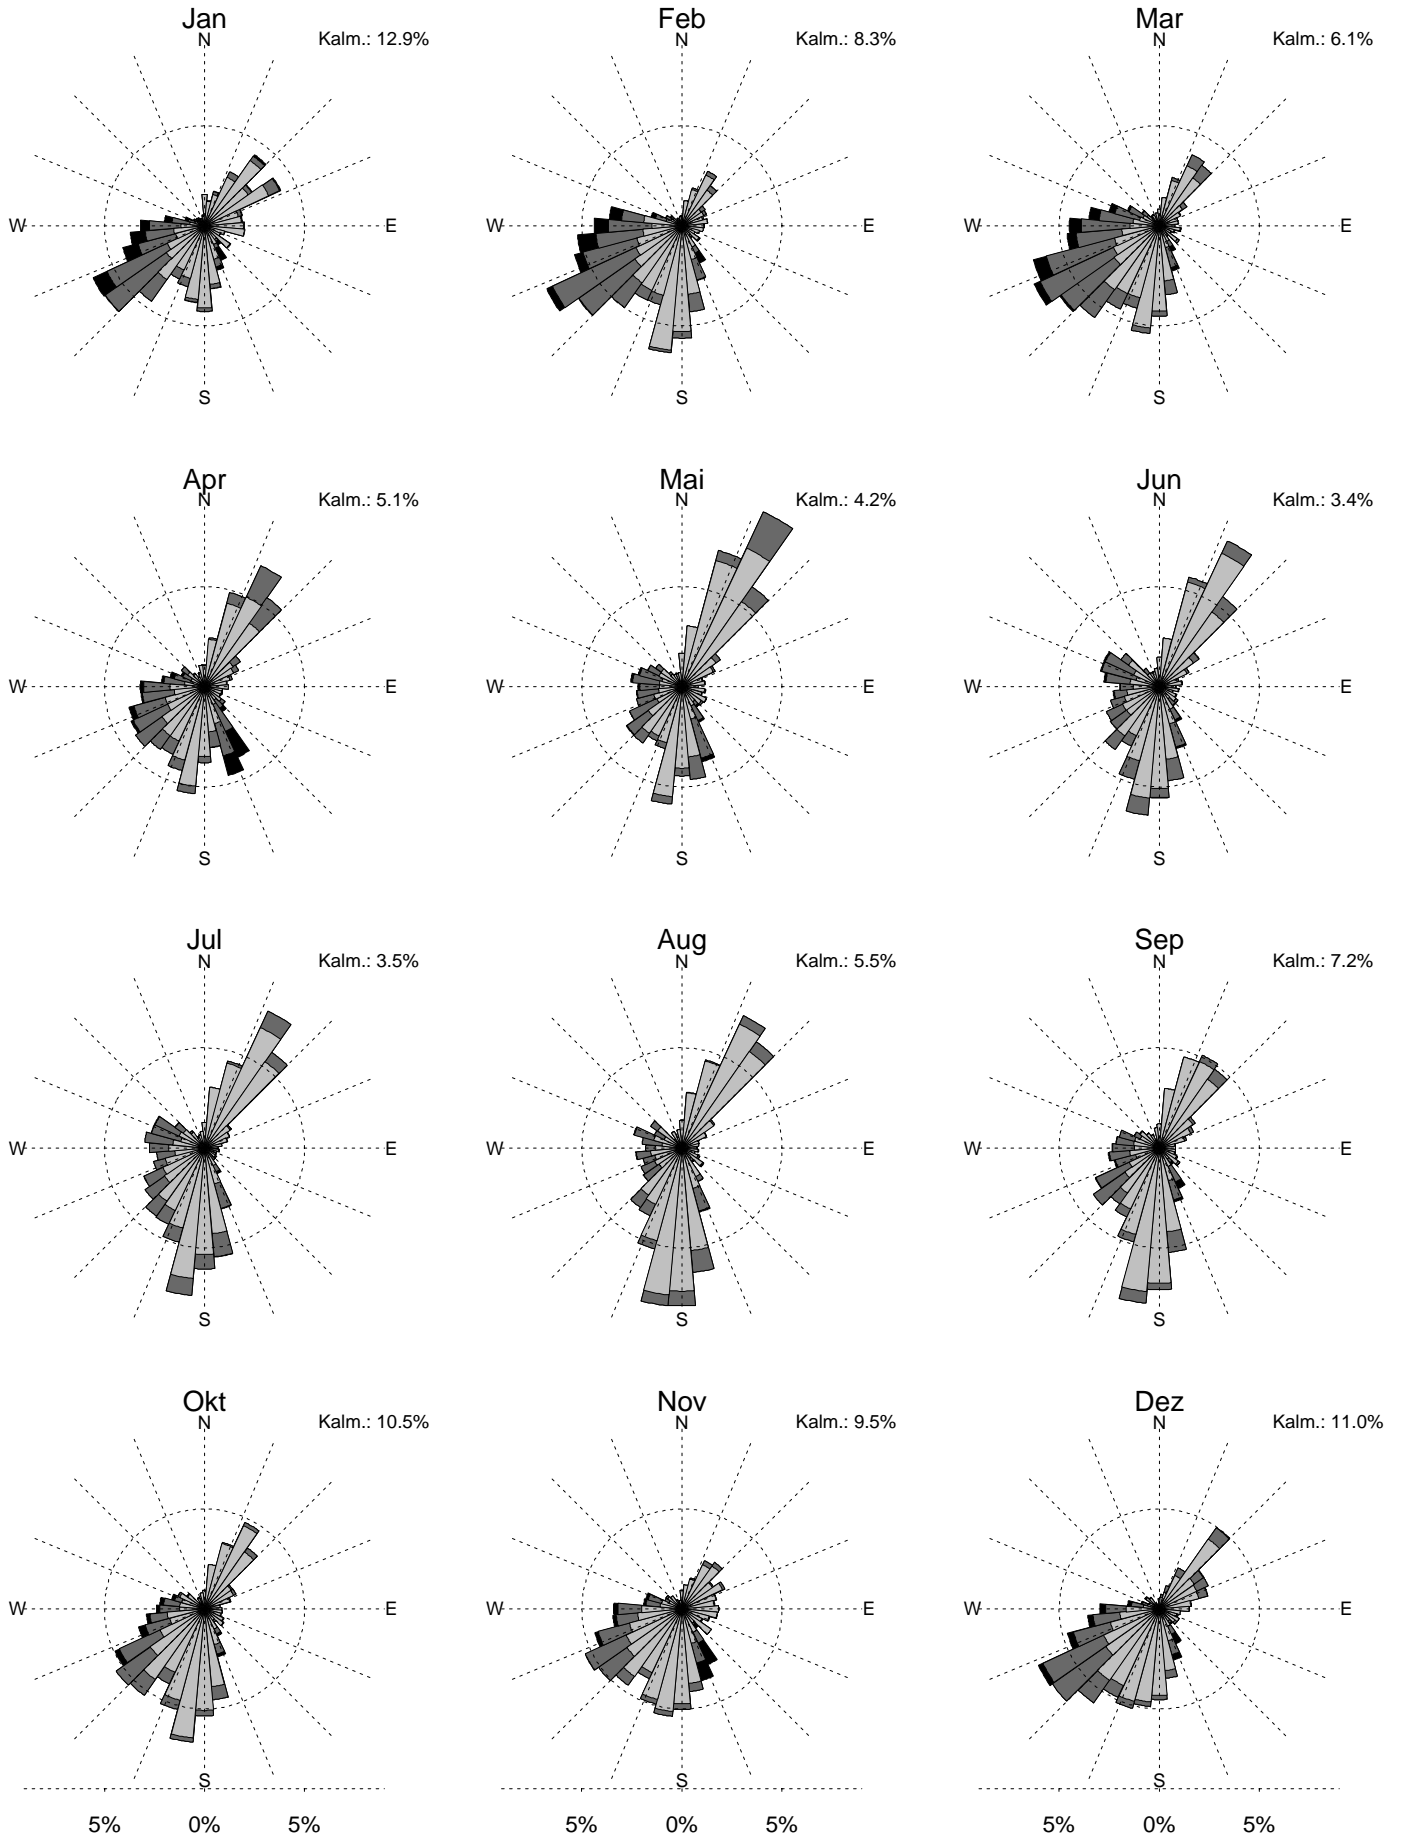 Jan Feb Mar
N Kalm.: 12.9% N Kalm.: 8.3% N Kalm.: 6.1%
W E W E W E
S S S
Apr Mai Jun
N Kalm.: 5.1% N Kalm.: 4.2% N Kalm.: 3.4%
W E W E W E
S S S
Jul Aug Sep
N Kalm.: 3.5% N Kalm.: 5.5% N Kalm.: 7.2%
W E W E W E
S S S
Okt Nov Dez
N Kalm.: 10.5% N Kalm.: 9.5% N Kalm.: 11.0%
W E W E W E
S S S
5% 0% 5% 5% 0% 5% 5% 0% 5%